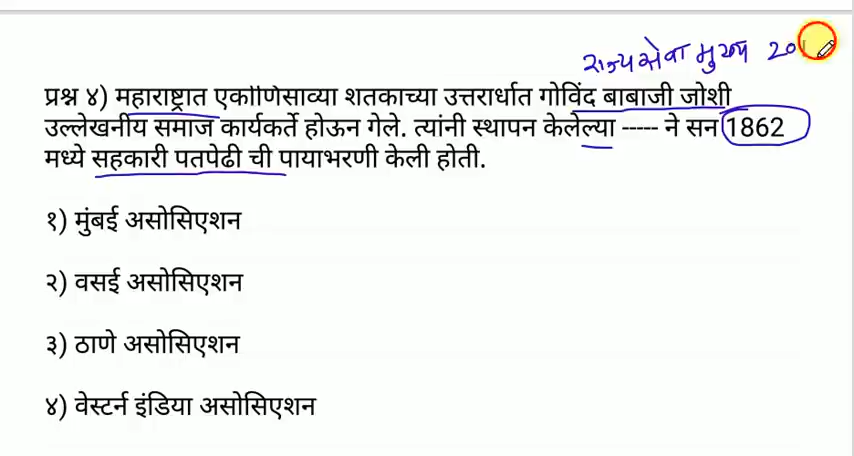 राज्यसेवा मुख्य 20
प्रश्न ४) महाराष्ट्रात एकोणिसाव्या शतकाच्या उत्तरार्धात गोविंद बाबाजी जोशी
उल्लेखनीय समाज कार्यकर्ते होऊन गेले. त्यांनी स्थापन केलेल्या ----- ने सन 1862
मध्ये सहकारी पतपेढी ची पायाभरणी केली होती.
१) मुंबई असोसिएशन
२) वसई असोसिएशन
३) ठाणे असोसिएशन
४) वेस्टर्न इंडिया असोसिएशन